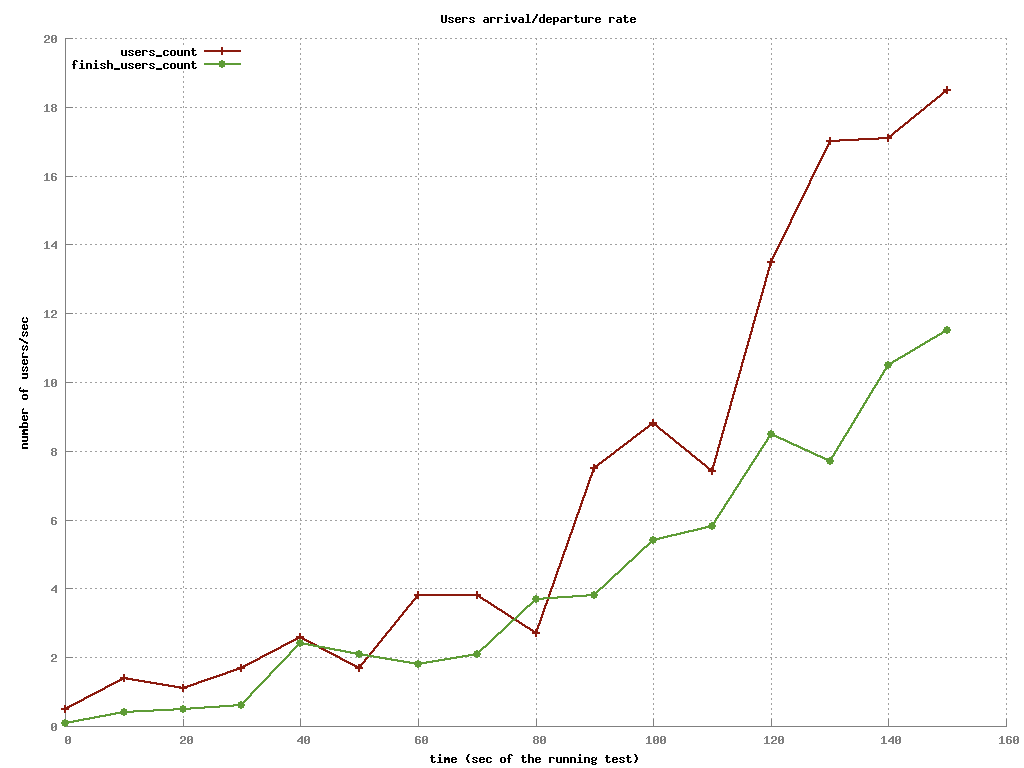 Users arrival/departure rate
users_count
finish_users_count
20
18
16
14
12
10
8
6
4
2
0
number of users/sec
0 20 40 60 80 100 120 140 160
time (sec of the running test)